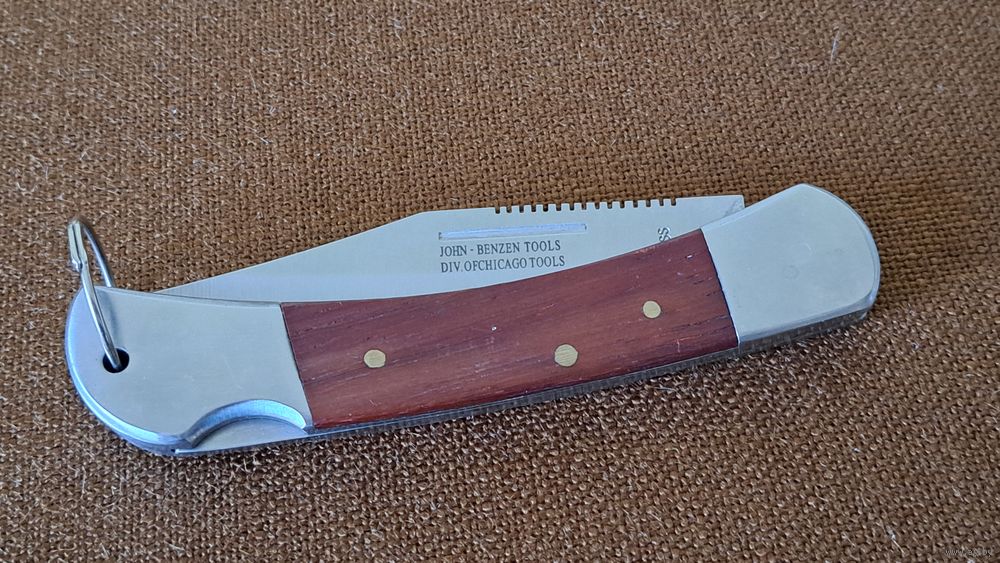 JOHN - BENZEN TOOLS
DIV.OFCHICAGO TOOLS